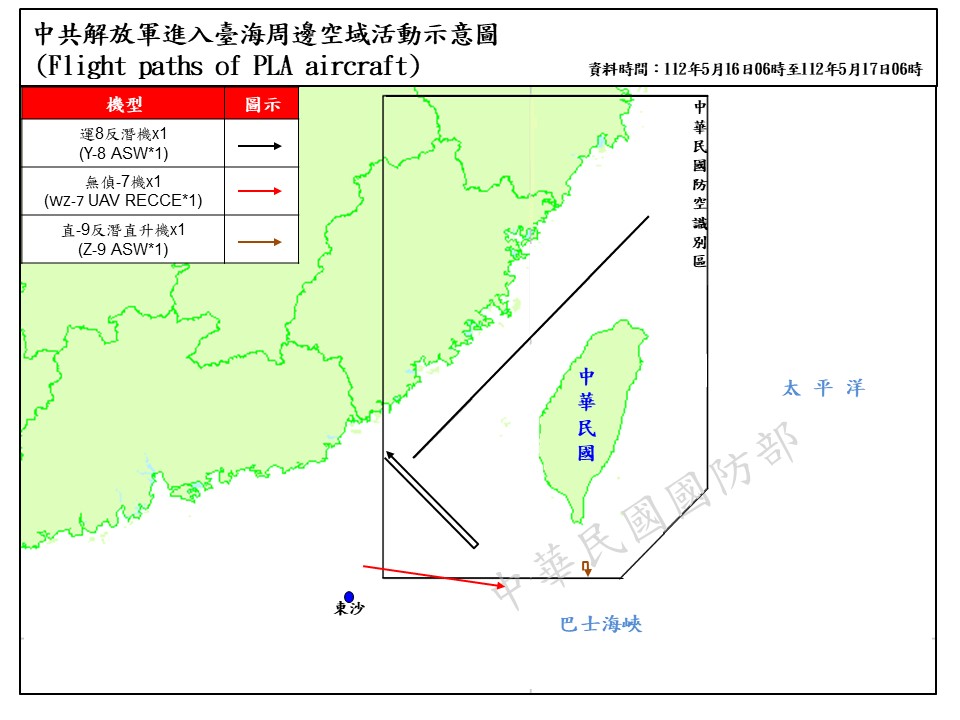 中共解放軍進入臺海周邊空域活動示意圖
(Flight paths of PLA aircraft)
資料時間：112年5月16日06時至112年5月17日06時
機型
圖示
運8反潛機x1
(Y-8 ASW*1)
無偵-7機x1
(WZ-7 UAV RECCE*1)
直-9反潛直升機x1
(Z-9 ASW*1)
中華民國防空識別區
中華民國
太平洋
中華民國國防部
東沙
巴士海峽